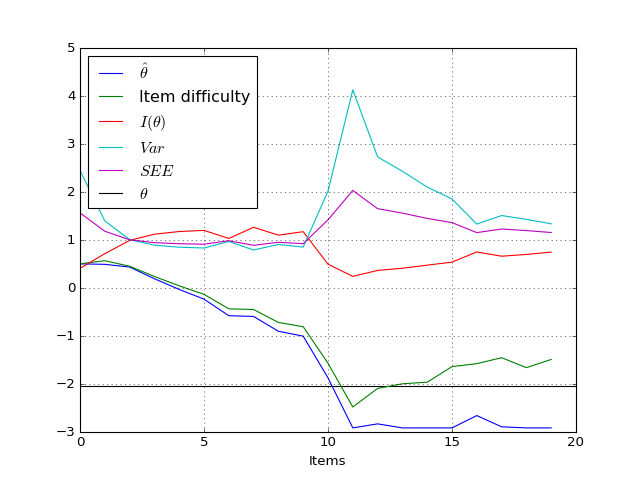 5
4
3
2
1
0
−1
−2
−3
θ̂
Item difficulty
I(θ)
Var
SEE
θ
0 5 10 15 20
Items